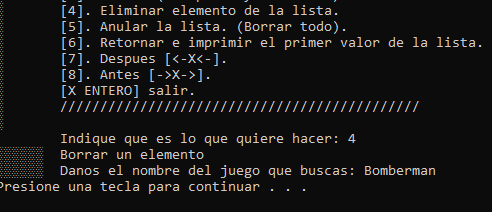 [4]. Eliminar elemento de la lista.
[5]. Anular la lista. (Borrar todo).
[6]. Retornar e imprimir el primer valor de la lista.
[7]. Despues [<-X<-].
[8]. Antes [->X->].
[X ENTERO] salir.
/////////////////////////////////////////////
Indique que es lo que quiere hacer: 4
Borrar un elemento
Danos el nombre del juego que buscas: Bomberman
Presione una tecla para continuar . . .